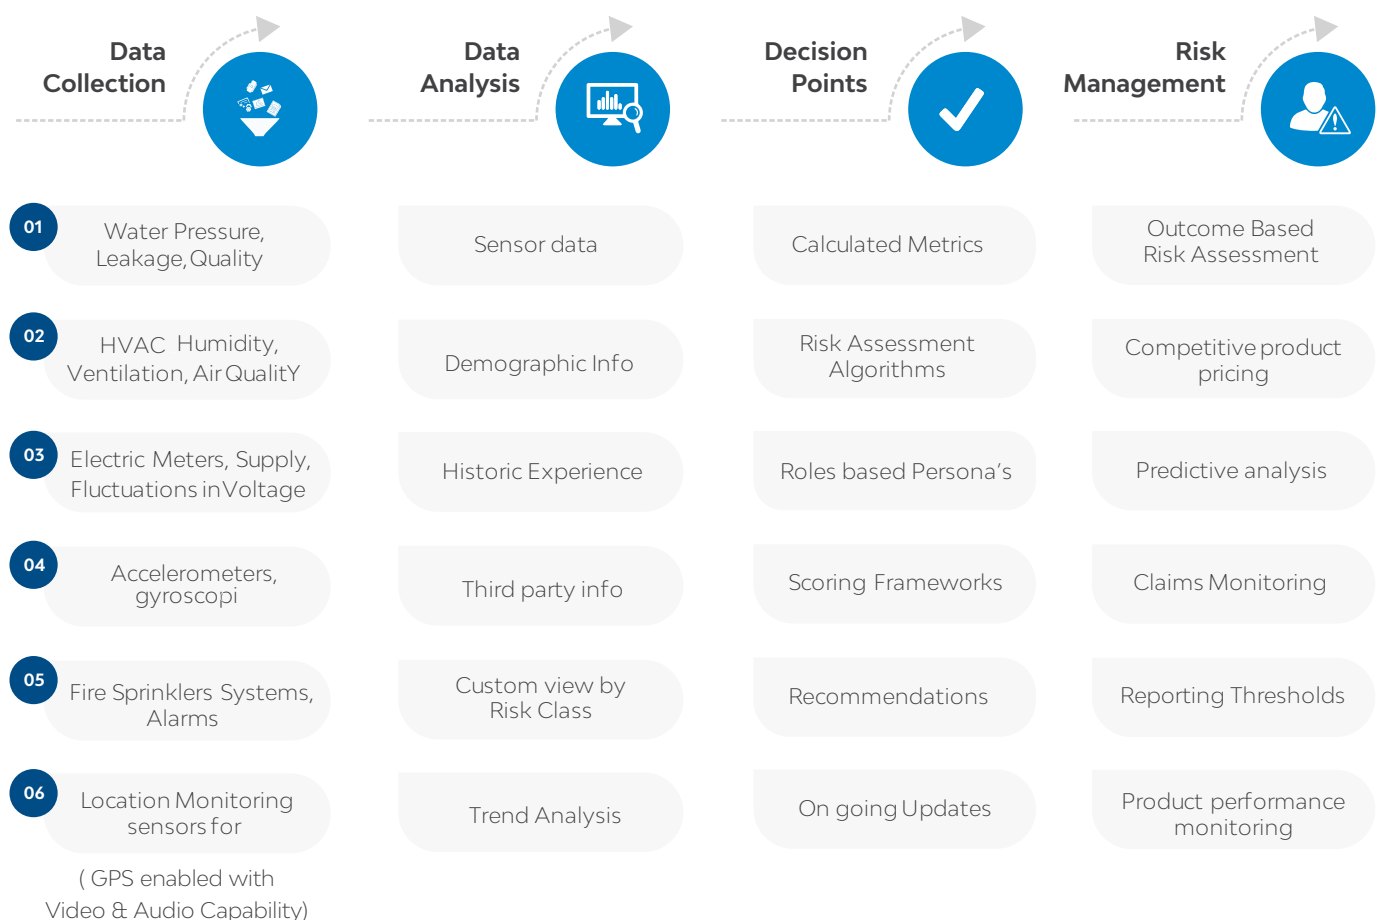 Data
Collection
Data
Analysis
Decision
Points
Risk
Management
01
Water Pressure,
Leakage, Quality
Sensor data
Calculated Metrics
Outcome Based
Risk Assessment
02
HVAC Humidity,
Ventilation, Air QualitY
Demographic Info
Risk Assessment
Algorithms
Competitive product
pricing
03
Electric Meters, Supply,
Fluctuations in Voltage
Historic Experience
Roles based Persona's
Predictive analysis
04
Accelerometers,
gyroscopi
Third party info
Scoring Frameworks
Claims Monitoring
05
Fire Sprinklers Systems,
Alarms
Custom view by
Risk Class
Recommendations
Reporting Thresholds
06
Location Monitoring
sensors for
( GPS enabled with
Video & Audio Capability)
Trend Analysis
On going Updates
Product performance
monitoring